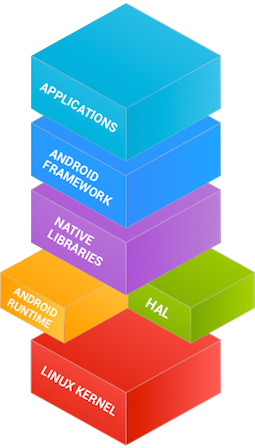 APPLICATIONS
ANDROID
FRAMEWORK
NATIVE
LIBRARIES
ANDROID
RUNTIME
HAL
LINUX KERNEL